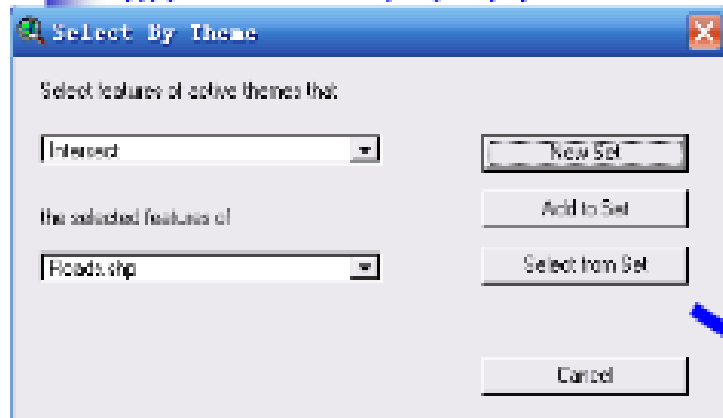 Select By Theme
Select features of active themes that
Intersect
New Set
Add to Set
the selected features of
Roads.shp
Select from Set
Cancel